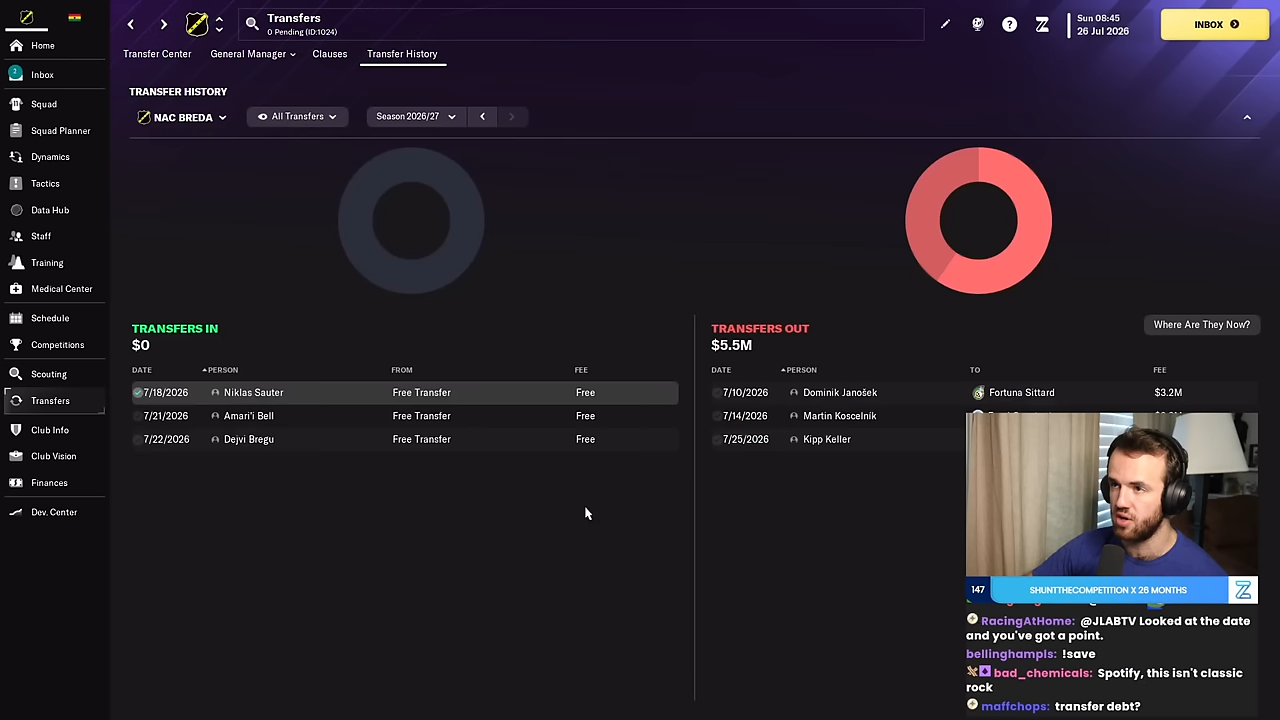 Transfers
0 Pending (ID:1024)
Sun 08:45
26 Jul 2026
INBOX
Home
Inbox
Squad
Squad Planner
Dynamics
Tactics
Data Hub
Staff
Training
Medical Center
Schedule
Competitions
Scouting
Transfers
Club Info
Club Vision
Finances
Dev. Center
Transfer Center
General Manager
Clauses
Transfer History
TRANSFER HISTORY
NAC BREDA
All Transfers
Season 2026/27
TRANSFERS IN
$0
DATE PERSON FROM FEE
7/18/2026 Niklas Sauter Free Transfer Free
7/21/2026 Amari'i Bell Free Transfer Free
7/22/2026 Dejvi Bregu Free Transfer Free
TRANSFERS OUT
$5.5M
Where Are They Now?
DATE PERSON TO FEE
7/10/2026 Dominik Janošek Fortuna Sittard $3.2M
7/14/2026 Martin Koscelník
7/25/2026 Kipp Keller
147 SHUNTTHECOMPETITION X 26 MONTHS
RacingAtHome: @JLABTV Looked at the date
and you've got a point.
bellinghampls: !save
bad_chemicals: Spotify, this isn't classic
rock
maffchops: transfer debt?